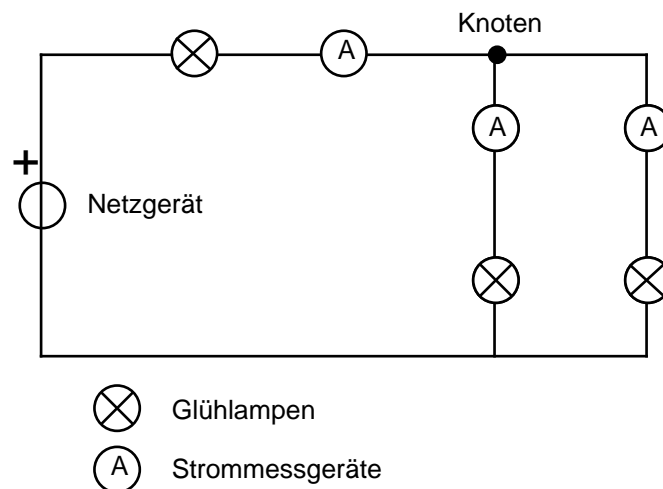 Knoten
A
A
A
+
Netzgerät
Glühlampen
A Strommessgeräte